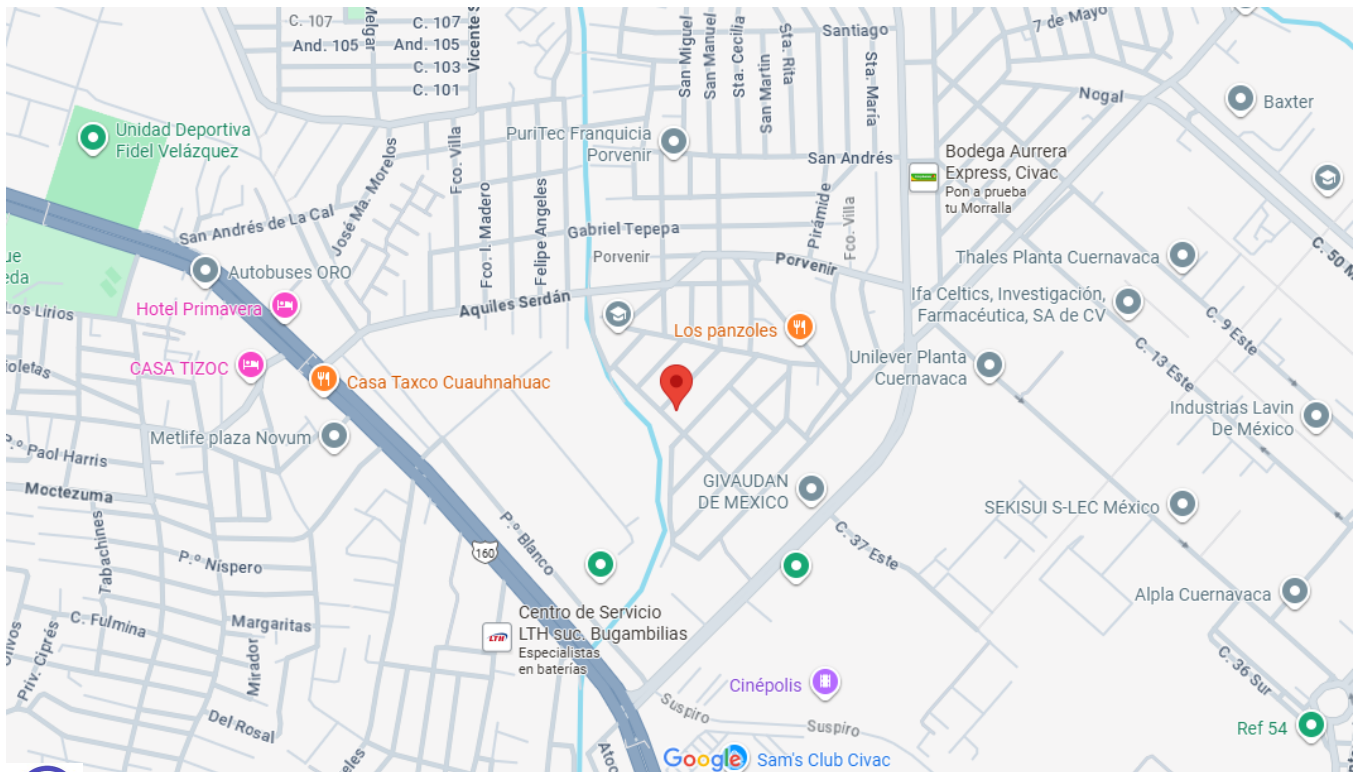 C. 107
Melgar
C. 107
And. 105
And. 105
C. 103
C. 101
San Miguel
San Manuel
Sta. Cecilia
San Martin
Sta. Rita
Santiago
Sta. María
7 de Mayo
Nogal
Baxter
Unidad Deportiva
Fidel Velázquez
PuriTec Franquicia
Porvenir
San Andrés
Bodega Aurrera
Express, Civac
Pon a prueba
tu Morralla
José Ma. Morelos
Fco. Villa
Fco. I. Madero
Felipe Angeles
San Andrés de La Cal
Gabriel Tepepa
Porvenir
Porvenir
Pirámide
Fco. Villa
Thales Planta Cuernavaca
Autobuses ORO
Hotel Primavera
Aquiles Serdán
Los Lirios
Los panzoles
Ifa Celtics, Investigación,
Farmacéutica, SA de CV
C. 9 Este
C. 13 Este
CASA TIZOC
Casa Taxco Cuauhnahuac
Unilever Planta
Cuernavaca
Industrias Lavin
De México
Metlife plaza Novum
P.º Paol Harris
Moctezuma
GIVAUDAN
DE MEXICO
SEKISUI S-LEC México
Tabachines
P.º Nispero
160
P.º Blanco
C. 37 Este
Alpla Cuernavaca
C. Fulmina
Margaritas
Mirador
Priv. Ciprés
Del Rosal
Centro de Servicio
LTH suc. Bugambilias
Especialistas
en baterías
LTH
Cinépolis
Suspiro
Suspiro
C. 36 Sur
Ref 54
Google
Sam's Club Civac